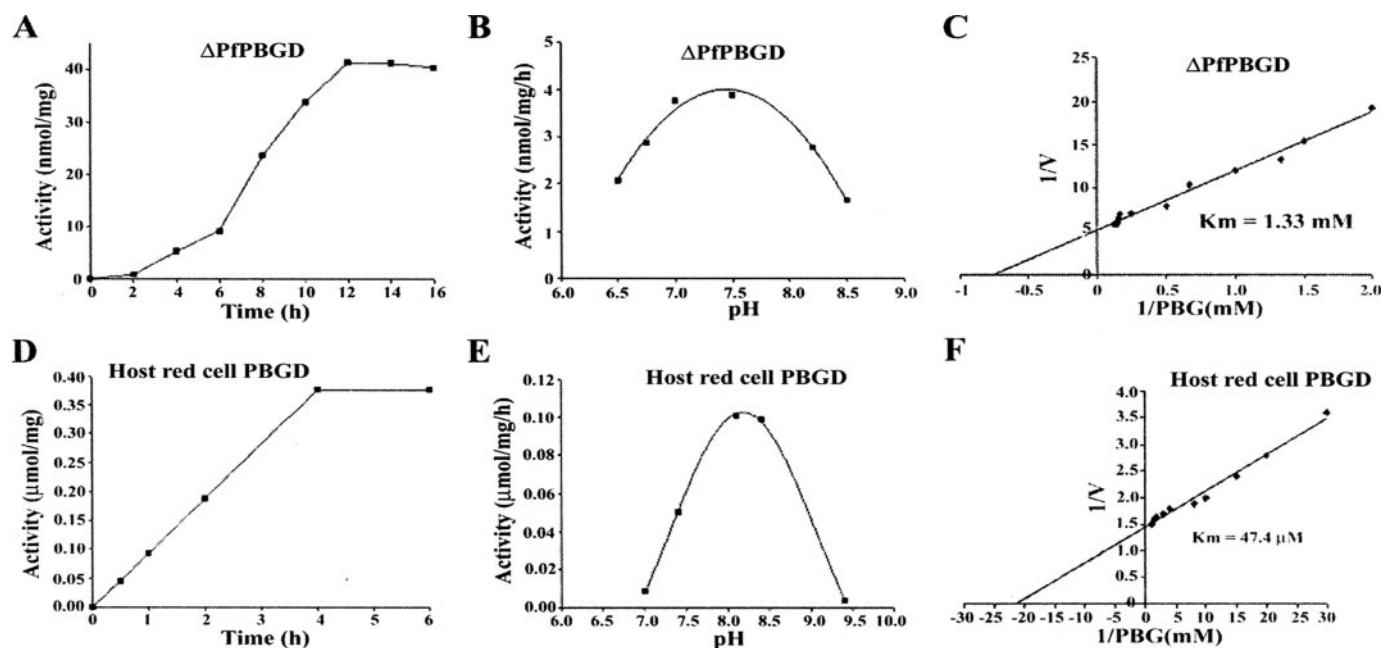 A
ΔPfPBGD
Activity (nmol/mg)
40
30
20
10
0
0 2 4 6 8 10 12 14 16
Time (h)
B
ΔPfPBGD
Activity (nmol/mg/h)
5
4
3
2
1
0
6.0 6.5 7.0 7.5 8.0 8.5 9.0
pH
C
ΔPfPBGD
1/V
25
20
15
10
5
0
Km = 1.33 mM
-1 -0.5 0 0.5 1.0 1.5 2.0
1/PBG(mM)
D
Host red cell PBGD
Activity (μmol/mg)
0.40
0.35
0.30
0.25
0.20
0.15
0.10
0.05
0.00
0 1 2 3 4 5 6
Time (h)
E
Host red cell PBGD
Activity (μmol/mg/h)
0.12
0.10
0.08
0.06
0.04
0.02
0.00
6.0 6.5 7.0 7.5 8.0 8.5 9.0 9.5 10.0
pH
F
Host red cell PBGD
1/V
4.0
3.5
3.0
2.5
2.0
1.5
1.0
0.5
0
Km = 47.4 μM
-30 -25 -20 -15 -10 -5 0 5 10 15 20 25 30
1/PBG(mM)